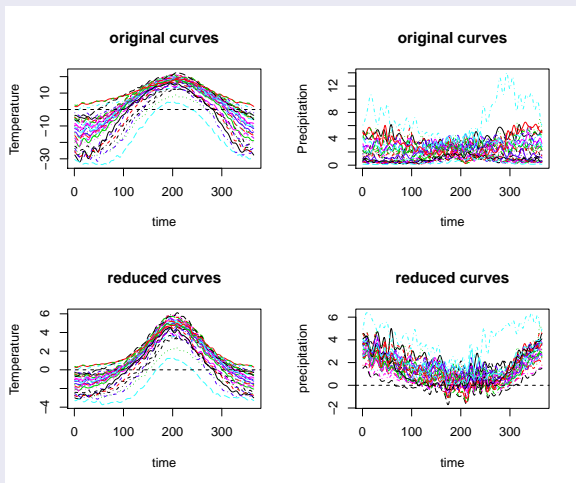 original curves
Temperature
10
−10
−30
0 100 200 300
time
original curves
Precipitation
12
8
4
0
0 100 200 300
time
reduced curves
Temperature
6
4
2
0
−4
0 100 200 300
time
reduced curves
precipitation
6
4
2
0
−2
0 100 200 300
time